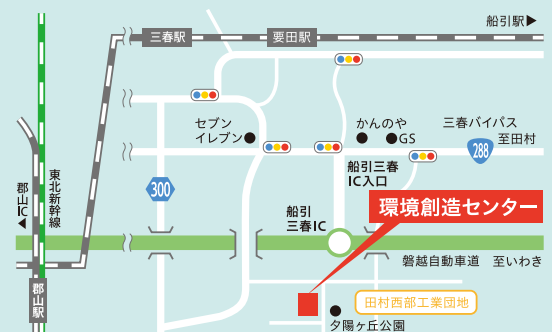 船引駅▶
三春駅
要田駅
セブン
イレブン
かんのや
GS
三春バイパス
至田村
288
船引三春
IC入口
東北新幹線
郡山IC◀
300
船引
三春IC
環境創造センター
磐越自動車道
至いわき
郡山駅
田村西部工業団地
夕陽ヶ丘公園